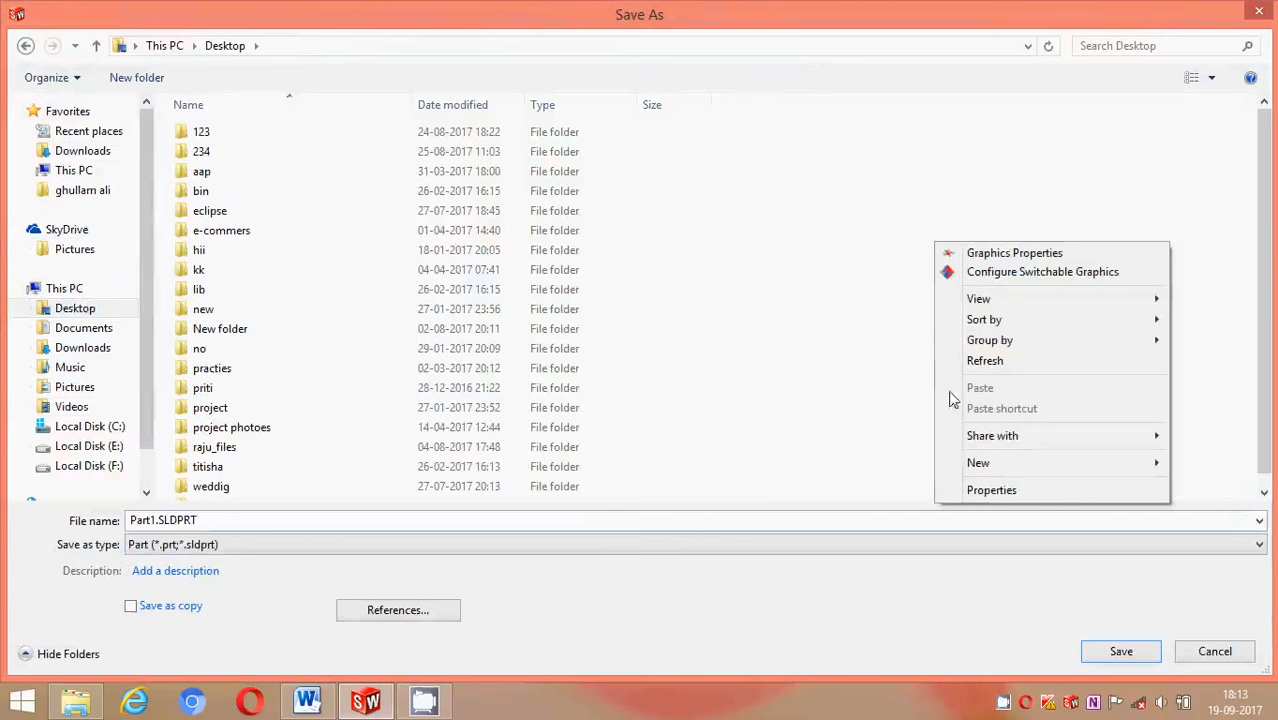 Save As
This PC Desktop
Search Desktop
Organize New folder
Name Date modified Type Size
Favorites
Recent places
Downloads
This PC
ghullarn ali
SkyDrive
Pictures
This PC
Desktop
Documents
Downloads
Music
Pictures
Videos
Local Disk (C:)
Local Disk (E:)
Local Disk (F:)
123 24-08-2017 18:22 File folder
234 25-08-2017 11:03 File folder
aap 31-03-2017 18:00 File folder
bin 26-02-2017 16:15 File folder
eclipse 27-07-2017 18:45 File folder
e-commers 01-04-2017 14:40 File folder
hii 18-01-2017 20:05 File folder
kk 04-04-2017 07:41 File folder
lib 26-02-2017 16:15 File folder
new 27-01-2017 23:56 File folder
New folder 02-08-2017 20:11 File folder
no 29-01-2017 20:09 File folder
practies 02-03-2017 20:12 File folder
priti 28-12-2016 21:22 File folder
project 27-01-2017 23:52 File folder
project photoes 14-04-2017 12:44 File folder
raju_files 04-08-2017 17:48 File folder
titisha 26-02-2017 16:13 File folder
weddig 27-07-2017 20:13 File folder
Graphics Properties
Configure Switchable Graphics
View
Sort by
Group by
Refresh
Paste
Paste shortcut
Share with
New
Properties
File name: Part1.SLDPRT
Save as type: Part (*.prt;*.sldprt)
Description: Add a description
Save as copy
References...
Hide Folders
Save Cancel
18:13
19-09-2017